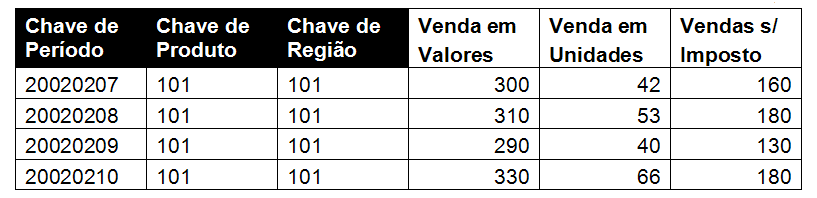 Chave de Período Chave de Produto Chave de Região Venda em Valores Venda em Unidades Vendas s/ Imposto
20020207 101 101 300 42 160
20020208 101 101 310 53 180
20020209 101 101 290 40 130
20020210 101 101 330 66 180